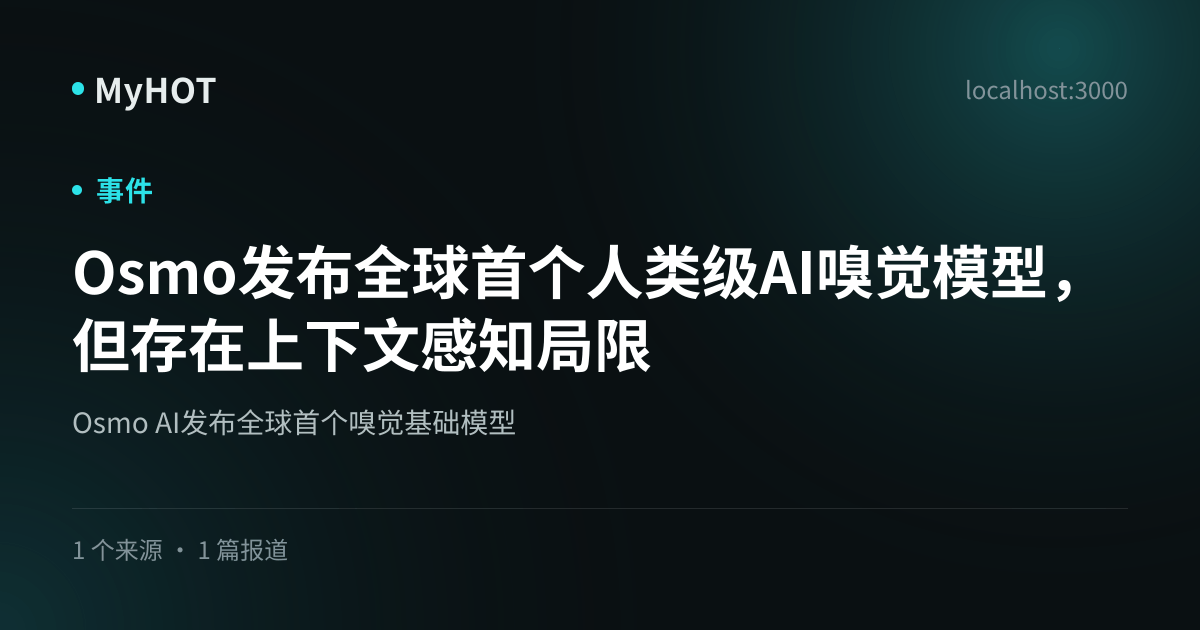 MyHOT
localhost:3000
事件
Osmo发布全球首个人类级AI嗅觉模型，
但存在上下文感知局限
Osmo AI发布全球首个嗅觉基础模型
1 个来源 · 1 篇报道